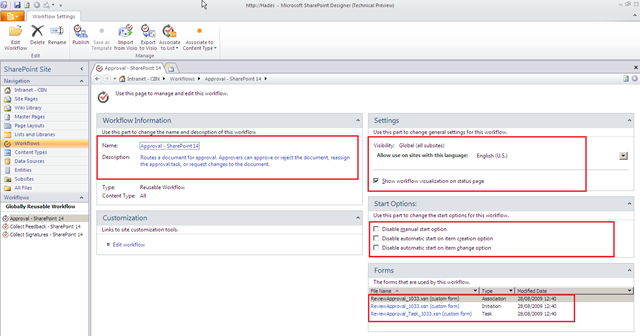 http://Hades - Microsoft SharePoint Designer (Technical Preview)
Workflow Settings
Edit Workflow
Delete
Rename
Publish
Save as Template
Import from Visio
Export to Visio
Associate to List
Associate to Content Type
Edit
Manage
SharePoint Site
Approval - SharePoint 14
Navigation
Intranet - CBN
Workflows
Approval - SharePoint 14
Intranet - CBN
Site Pages
Wiki Library
Master Pages
Page Layouts
Lists and Libraries
Workflows
Content Types
Data Sources
Entities
Subsites
All Files
Workflows
Globally Reusable Workflow
Approval - SharePoint 14
Collect Feedback - SharePoint 14
Collect Signatures - SharePoint 14
Use this page to manage and edit this workflow.
Workflow Information
Use this part to change the name and description of this workflow
Name: Approval - SharePoint 14
Description: Routes a document for approval. Approvers can approve or reject the document, reassign
the approval task, or request changes to the document.
Type: Reusable Workflow
Content Type: All
Customization
Links to site customization tools.
Edit workflow
Settings
Use this part to change general settings for this workflow.
Visibility: Global (all subsites)
Allow use on sites with this language: English (U.S.)
Show workflow visualization on status page
Start Options:
Use this part to change the start options for this workflow.
Disable manual start option
Disable automatic start on item creation option
Disable automatic start on item change option
Forms
The forms that are used by this workflow.
File Name Type Modified Date
ReviewApproval_1033.xsn (custom form) Association 28/08/2009 12:40
ReviewApproval_1033.xsn (custom form) Initiation 28/08/2009 12:40
ReviewApproval_Task_1033.xsn (custom form) Task 28/08/2009 12:40